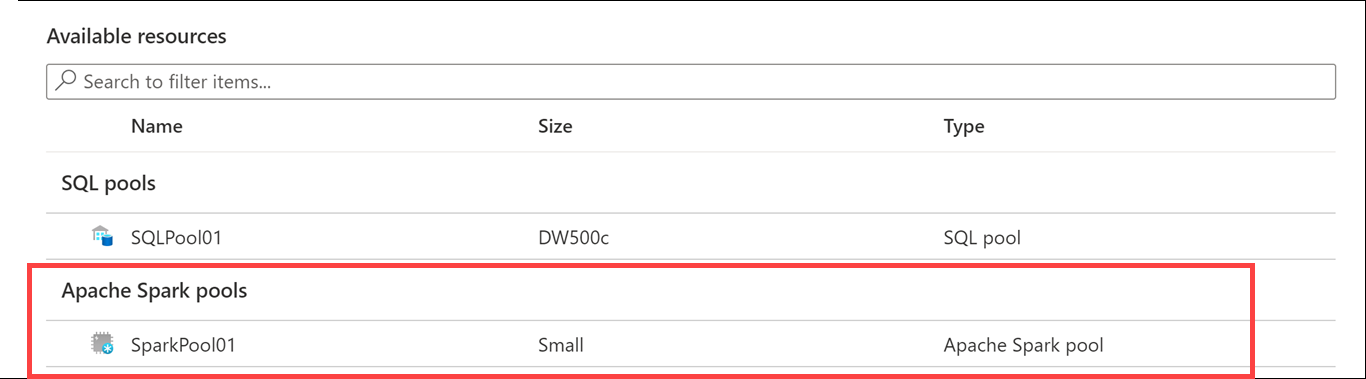 Available resources
Search to filter items...
Name Size Type
SQL pools
SQLPool01 DW500c SQL pool
Apache Spark pools
SparkPool01 Small Apache Spark pool